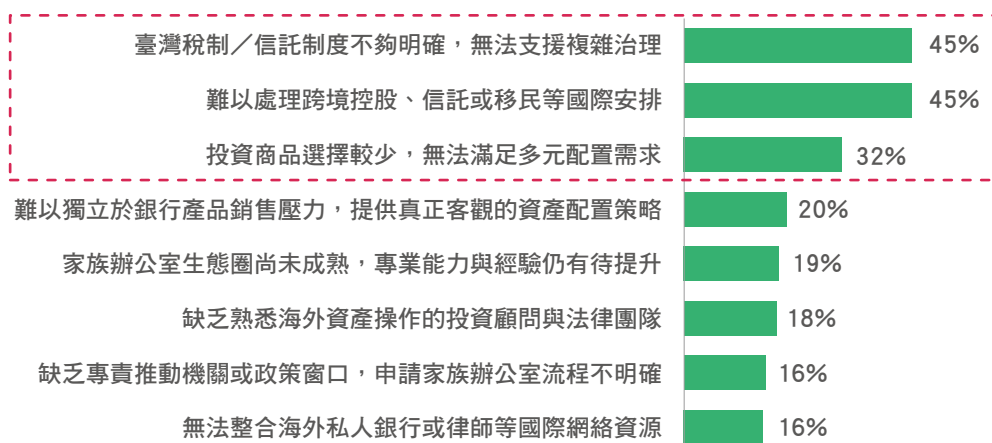 臺灣稅制／信託制度不夠明確，無法支援複雜治理 45%
難以處理跨境控股、信託或移民等國際安排 45%
投資商品選擇較少，無法滿足多元配置需求 32%
難以獨立於銀行產品銷售壓力，提供真正客觀的資產配置策略 20%
家族辦公室生態圈尚未成熟，專業能力與經驗仍有待提升 19%
缺乏熟悉海外資產操作的投資顧問與法律團隊 18%
缺乏專責推動機關或政策窗口，申請家族辦公室流程不明確 16%
無法整合海外私人銀行或律師等國際網絡資源 16%